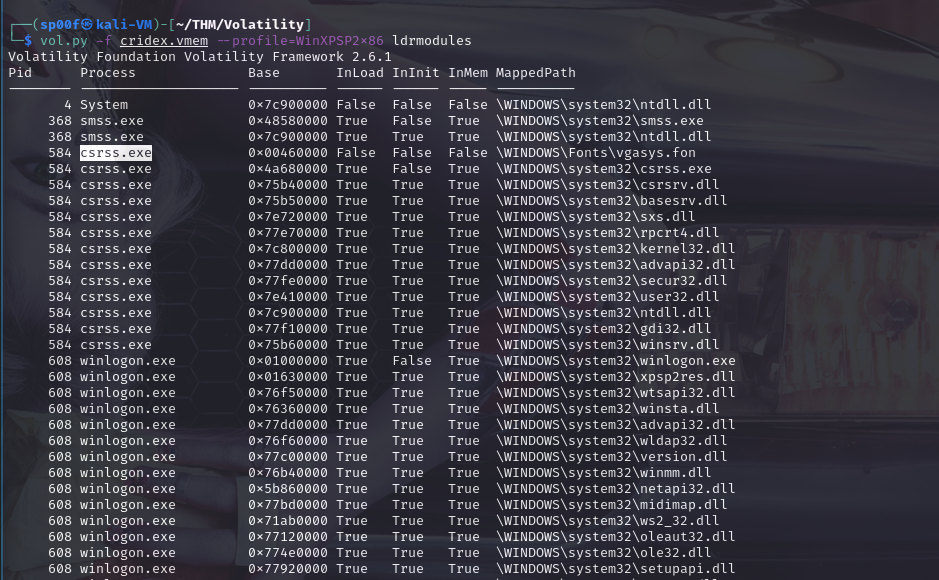 ┌──(sp00f㉿kali-VM)-[~/THM/Volatility]
└─$ vol.py -f cridex.vmem --profile=WinXPSP2x86 ldrmodules
Volatility Foundation Volatility Framework 2.6.1
Pid      Process              Base       InLoad InInit InMem MappedPath
-------- -------------------- ---------- ------ ------ ----- ----------
       4 System               0x7c900000 False  False  False \WINDOWS\system32\ntdll.dll
     368 smss.exe             0x48580000 True   False  True  \WINDOWS\system32\smss.exe
     368 smss.exe             0x7c900000 True   True   True  \WINDOWS\system32\ntdll.dll
     584 csrss.exe            0x00460000 False  False  False \WINDOWS\Fonts\vgasys.fon
     584 csrss.exe            0x4a680000 True   False  True  \WINDOWS\system32\csrss.exe
     584 csrss.exe            0x75b40000 True   True   True  \WINDOWS\system32\csrsrv.dll
     584 csrss.exe            0x75b50000 True   True   True  \WINDOWS\system32\basesrv.dll
     584 csrss.exe            0x7e720000 True   True   True  \WINDOWS\system32\sxs.dll
     584 csrss.exe            0x77e70000 True   True   True  \WINDOWS\system32\rpcrt4.dll
     584 csrss.exe            0x7c800000 True   True   True  \WINDOWS\system32\kernel32.dll
     584 csrss.exe            0x77dd0000 True   True   True  \WINDOWS\system32\advapi32.dll
     584 csrss.exe            0x77fe0000 True   True   True  \WINDOWS\system32\secur32.dll
     584 csrss.exe            0x7e410000 True   True   True  \WINDOWS\system32\user32.dll
     584 csrss.exe            0x7c900000 True   True   True  \WINDOWS\system32\ntdll.dll
     584 csrss.exe            0x77f10000 True   True   True  \WINDOWS\system32\gdi32.dll
     584 csrss.exe            0x75b60000 True   True   True  \WINDOWS\system32\winsrv.dll
     608 winlogon.exe         0x01000000 True   False  True  \WINDOWS\system32\winlogon.exe
     608 winlogon.exe         0x01630000 True   True   True  \WINDOWS\system32\xpsp2res.dll
     608 winlogon.exe         0x76f50000 True   True   True  \WINDOWS\system32\wtsapi32.dll
     608 winlogon.exe         0x76360000 True   True   True  \WINDOWS\system32\winsta.dll
     608 winlogon.exe         0x77dd0000 True   True   True  \WINDOWS\system32\advapi32.dll
     608 winlogon.exe         0x76f60000 True   True   True  \WINDOWS\system32\wldap32.dll
     608 winlogon.exe         0x77c00000 True   True   True  \WINDOWS\system32\version.dll
     608 winlogon.exe         0x76b40000 True   True   True  \WINDOWS\system32\winmm.dll
     608 winlogon.exe         0x5b860000 True   True   True  \WINDOWS\system32\netapi32.dll
     608 winlogon.exe         0x77bd0000 True   True   True  \WINDOWS\system32\midimap.dll
     608 winlogon.exe         0x71ab0000 True   True   True  \WINDOWS\system32\ws2_32.dll
     608 winlogon.exe         0x77120000 True   True   True  \WINDOWS\system32\oleaut32.dll
     608 winlogon.exe         0x774e0000 True   True   True  \WINDOWS\system32\ole32.dll
     608 winlogon.exe         0x77920000 True   True   True  \WINDOWS\system32\setupapi.dll